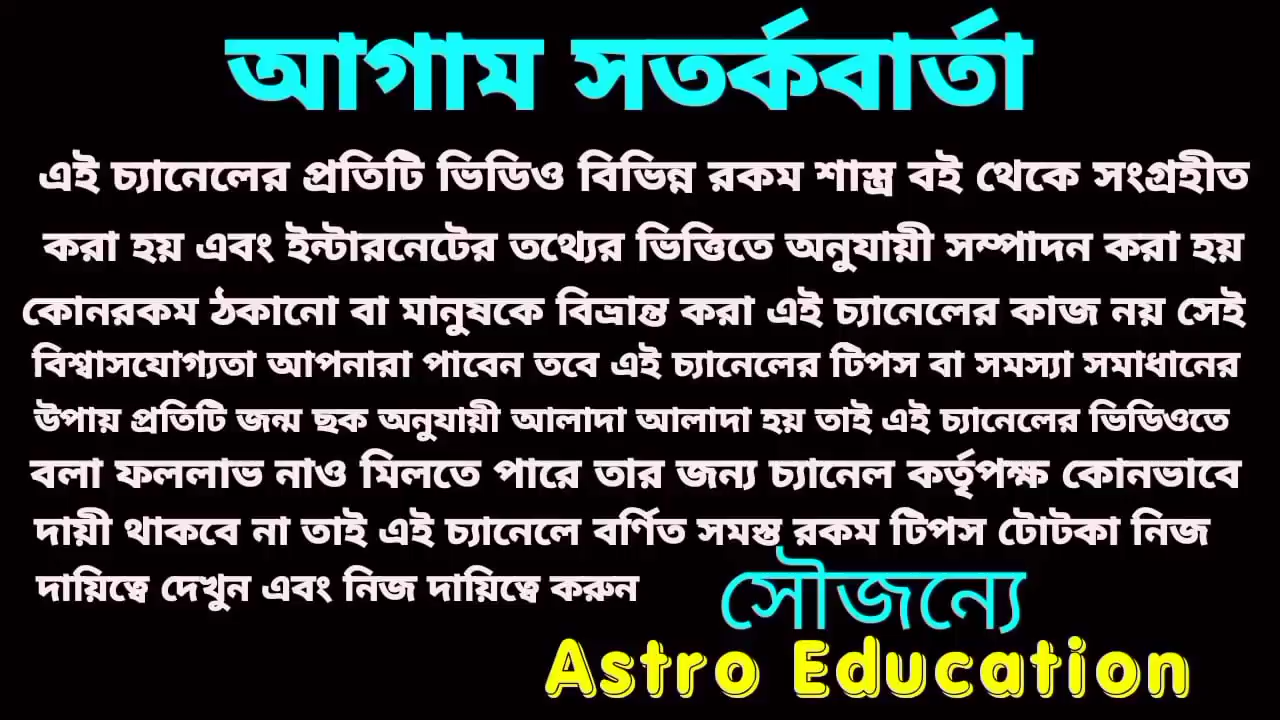 আগাম সতর্কবার্তা
এই চ্যানেলের প্রতিটি ভিডিও বিভিন্ন রকম শাস্ত্র বই থেকে সংগ্রহীত
করা হয় এবং ইন্টারনেটের তথ্যের ভিত্তিতে অনুযায়ী সম্পাদন করা হয়
কোনরকম ঠকানো বা মানুষকে বিভ্রান্ত করা এই চ্যানেলের কাজ নয় সেই
বিশ্বাসযোগ্যতা আপনারা পাবেন তবে এই চ্যানেলের টিপস বা সমস্যা সমাধানের
উপায় প্রতিটি জন্ম ছক অনুযায়ী আলাদা আলাদা হয় তাই এই চ্যানেলের ভিডিওতে
বলা ফললাভ নাও মিলতে পারে তার জন্য চ্যানেল কর্তৃপক্ষ কোনভাবে
দায়ী থাকবে না তাই এই চ্যানেলে বর্ণিত সমস্ত রকম টিপস টোটকা নিজ
দায়িত্বে দেখুন এবং নিজ দায়িত্বে করুন
সৌজন্যে
Astro Education